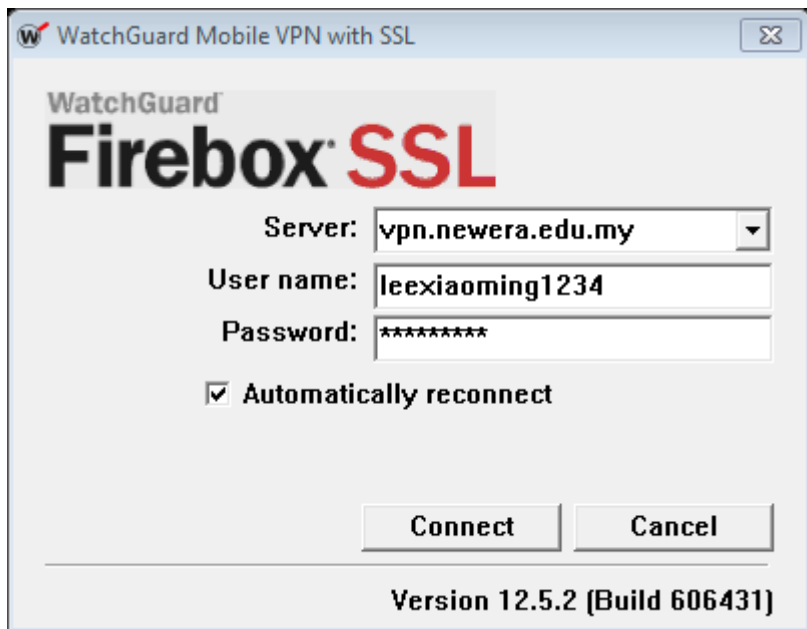 WatchGuard Mobile VPN with SSL
WatchGuard
Firebox SSL
Server: vpn.newera.edu.my
User name: leexiaoming1234
Password: *********
Automatically reconnect
Connect Cancel
Version 12.5.2 (Build 606431)